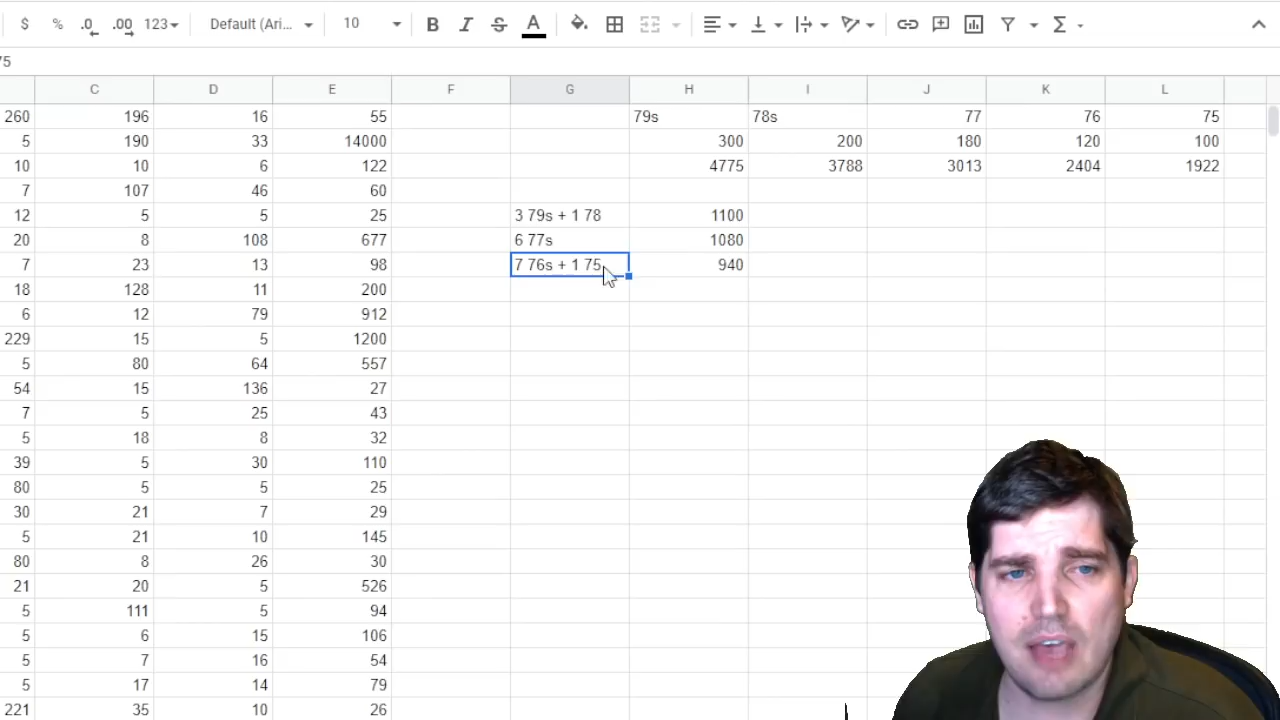 $ % .0 .00 123 Default (Ari... 10 B I S A Σ
75
C D E F G H I J K L
260 196 16 55 79s 78s 77 76 75
5 190 33 14000 300 200 180 120 100
10 10 6 122 4775 3788 3013 2404 1922
7 107 46 60
12 5 5 25 3 79s + 1 78 1100
20 8 108 677 6 77s 1080
7 23 13 98 7 76s + 1 75 940
18 128 11 200
6 12 79 912
229 15 5 1200
5 80 64 557
54 15 136 27
7 5 25 43
5 18 8 32
39 5 30 110
80 5 5 25
30 21 7 29
5 21 10 145
80 8 26 30
21 20 5 526
5 111 5 94
5 6 15 106
5 7 16 54
5 17 14 79
221 35 10 26